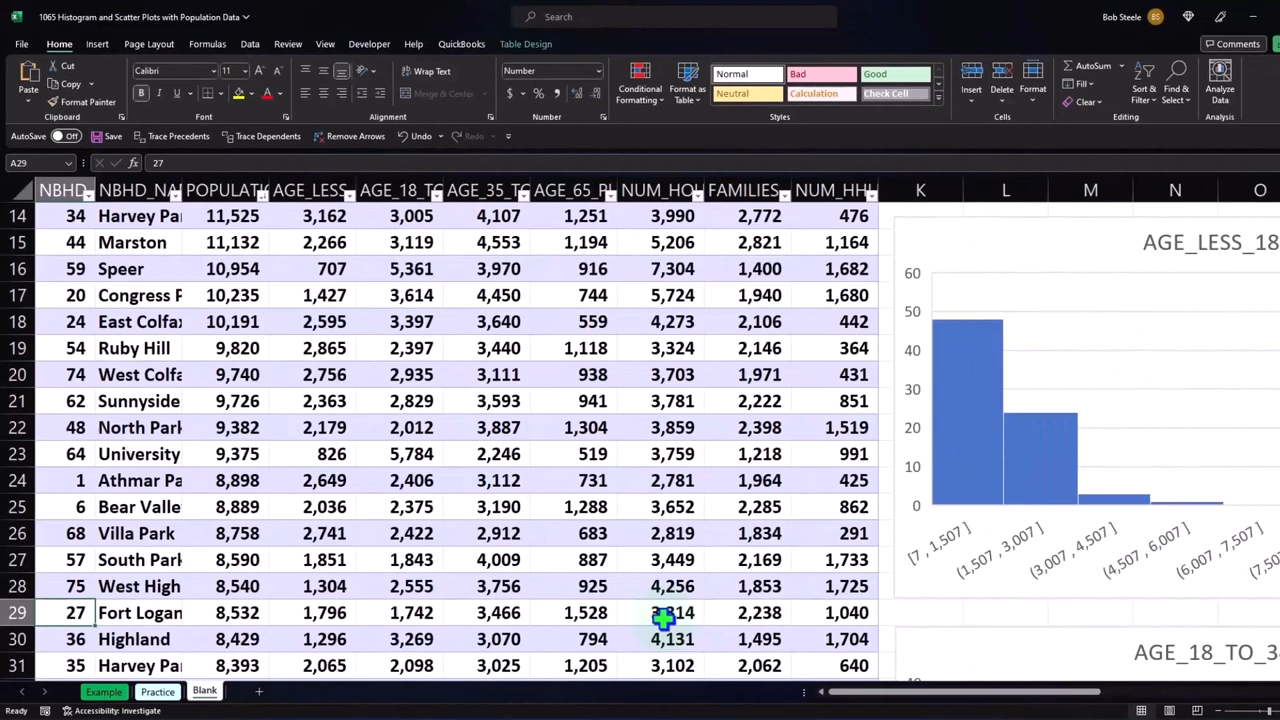 1065 Histogram and Scatter Plots with Population Data
Search
Bob Steele
BS
File Home Insert Page Layout Formulas Data Review View Developer Help QuickBooks Table Design
Comments
Paste
Cut
Copy
Format Painter
Clipboard
Calibri 11
B I U
Font
Wrap Text
Merge & Center
Alignment
Number
$ % ,
Number
Conditional Formatting
Format as Table
Normal Bad Good
Neutral Calculation Check Cell
Styles
Insert Delete Format
Cells
AutoSum
Fill
Clear
Sort & Filter
Find & Select
Editing
Analyze Data
Analysis
AutoSave Off Save Trace Precedents Trace Dependents Remove Arrows Undo Redo
A29 fx 27
NBHD NBHD_NA POPULAT AGE_LESS AGE_18_TO AGE_35_TO AGE_65_PL NUM_HOU FAMILIES NUM_HHU K L M N O
14 34 Harvey Pa 11,525 3,162 3,005 4,107 1,251 3,990 2,772 476
15 44 Marston 11,132 2,266 3,119 4,553 1,194 5,206 2,821 1,164
16 59 Speer 10,954 707 5,361 3,970 916 7,304 1,400 1,682
17 20 Congress P 10,235 1,427 3,614 4,450 744 5,724 1,940 1,680
18 24 East Colfax 10,191 2,595 3,397 3,640 559 4,273 2,106 442
19 54 Ruby Hill 9,820 2,865 2,397 3,440 1,118 3,324 2,146 364
20 74 West Colfa 9,740 2,756 2,935 3,111 938 3,703 1,971 431
21 62 Sunnyside 9,726 2,363 2,829 3,593 941 3,781 2,222 851
22 48 North Park 9,382 2,179 2,012 3,887 1,304 3,859 2,398 1,519
23 64 University 9,375 826 5,784 2,246 519 3,759 1,218 991
24 1 Athmar Pa 8,898 2,649 2,406 3,112 731 2,781 1,964 425
25 6 Bear Valle 8,889 2,036 2,375 3,190 1,288 3,652 2,285 862
26 68 Villa Park 8,758 2,741 2,422 2,912 683 2,819 1,834 291
27 57 South Park 8,590 1,851 1,843 4,009 887 3,449 2,169 1,733
28 75 West High 8,540 1,304 2,555 3,756 925 4,256 1,853 1,725
29 27 Fort Logan 8,532 1,796 1,742 3,466 1,528 2,238 1,040
30 36 Highland 8,429 1,296 3,269 3,070 794 4,131 1,495 1,704
31 35 Harvey Pa 8,393 2,065 2,098 3,025 1,205 3,102 2,062 640
AGE_LESS_18
60
50
40
30
20
10
0
[7 , 1,507 ] (1,507 , 3,007 ] (3,007 , 4,507 ] (4,507 , 6,007 ] (6,007 , 7,507 ] (7,50
AGE_18_TO_34
Example Practice Blank
Ready Accessibility: Investigate